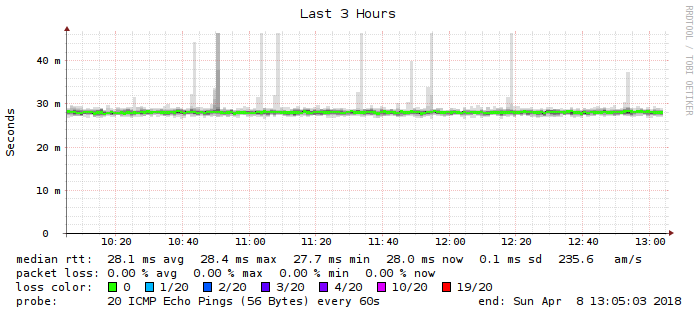 Last 3 Hours
RRDTOOL / TOBI OETIKER
Seconds
40 m
30 m
20 m
10 m
0
10:20 10:40 11:00 11:20 11:40 12:00 12:20 12:40 13:00
median rtt: 28.1 ms avg 28.4 ms max 27.7 ms min 28.0 ms now 0.1 ms sd 235.6 am/s
packet loss: 0.00 % avg 0.00 % max 0.00 % min 0.00 % now
loss color: 0 1/20 2/20 3/20 4/20 10/20 19/20
probe: 20 ICMP Echo Pings (56 Bytes) every 60s end: Sun Apr 8 13:05:03 2018